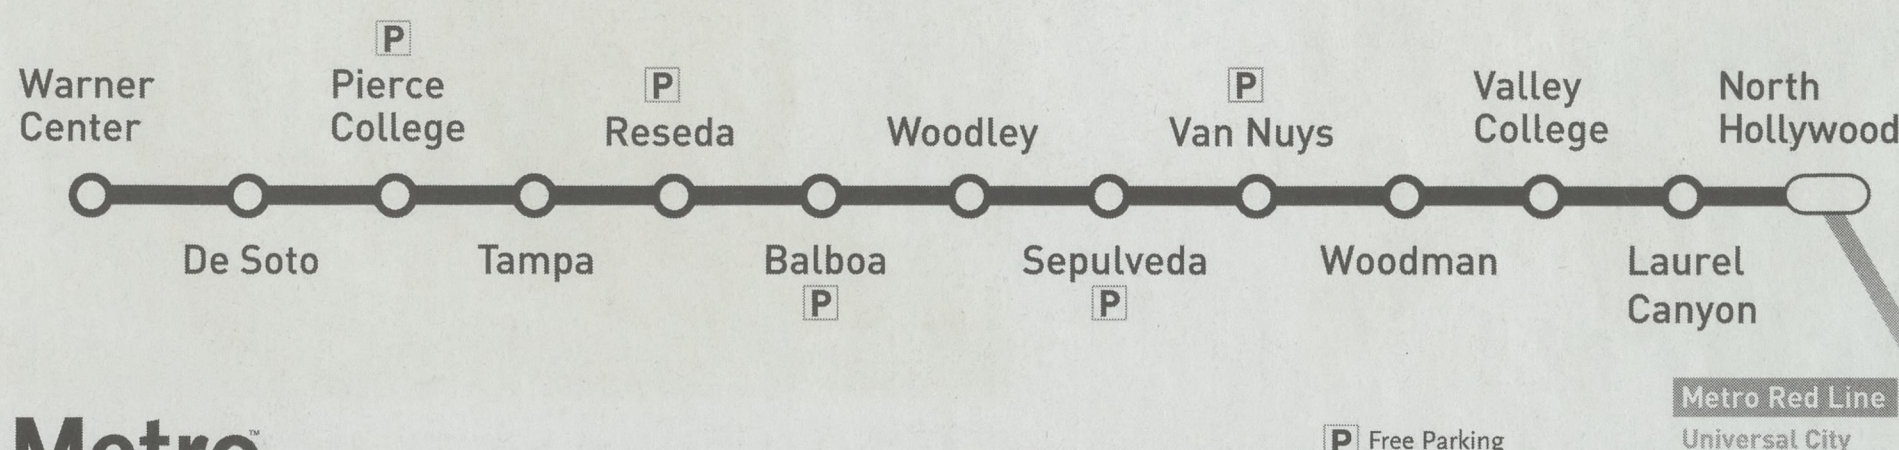 P
Warner
Center
Pierce
College
P
Reseda
Woodley
P
Van Nuys
Valley
College
North
Hollywood
De Soto
Tampa
Balboa
P
Sepulveda
P
Woodman
Laurel
Canyon
Metro Red Line
Metro™
P Free Parking
Universal City